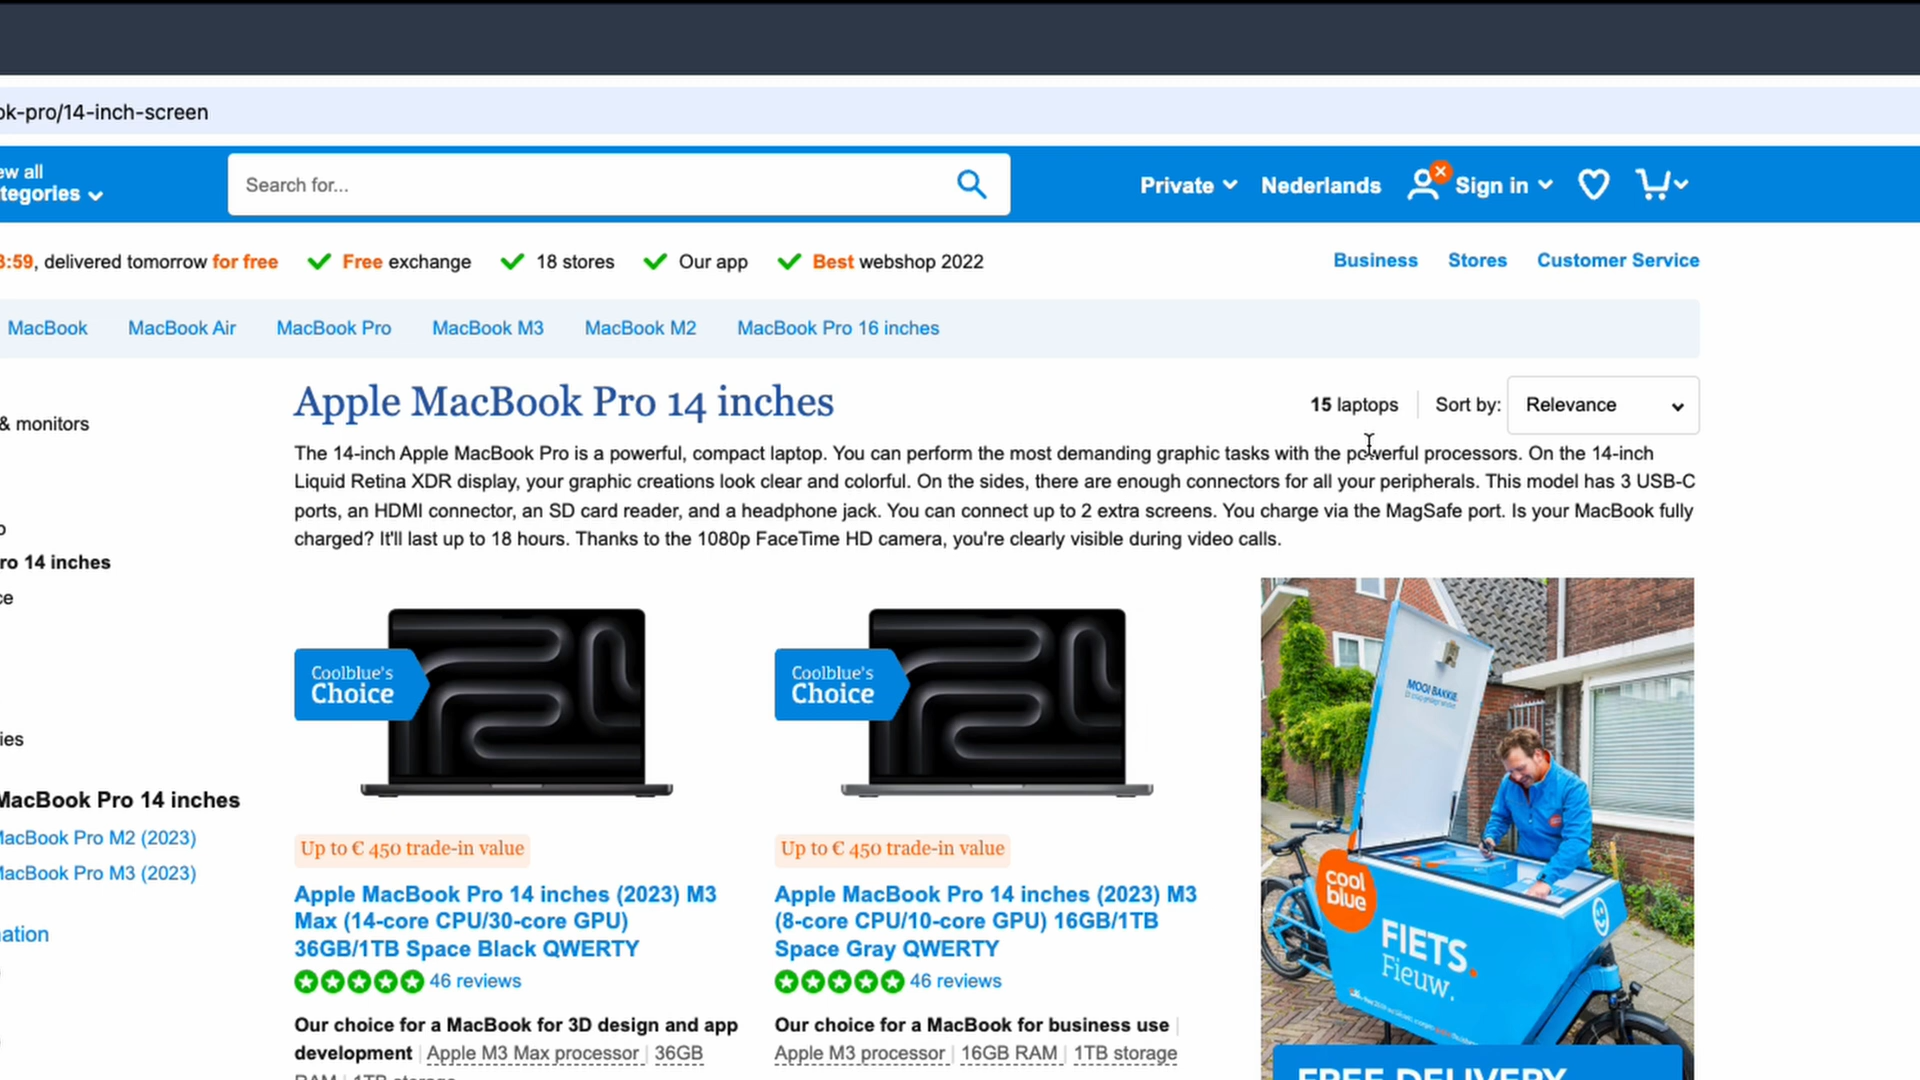 ok-pro/14-inch-screen
ew all
tegories
Search for...
Private
Nederlands
Sign in
3:59, delivered tomorrow for free
Free exchange
18 stores
Our app
Best webshop 2022
Business
Stores
Customer Service
MacBook
MacBook Air
MacBook Pro
MacBook M3
MacBook M2
MacBook Pro 16 inches
& monitors
ro 14 inches
ce
ies
MacBook Pro 14 inches
MacBook Pro M2 (2023)
MacBook Pro M3 (2023)
ation
Apple MacBook Pro 14 inches
15 laptops
Sort by:
Relevance
The 14-inch Apple MacBook Pro is a powerful, compact laptop. You can perform the most demanding graphic tasks with the powerful processors. On the 14-inch
Liquid Retina XDR display, your graphic creations look clear and colorful. On the sides, there are enough connectors for all your peripherals. This model has 3 USB-C
ports, an HDMI connector, an SD card reader, and a headphone jack. You can connect up to 2 extra screens. You charge via the MagSafe port. Is your MacBook fully
charged? It'll last up to 18 hours. Thanks to the 1080p FaceTime HD camera, you're clearly visible during video calls.
Coolblue's
Choice
Up to € 450 trade-in value
Apple MacBook Pro 14 inches (2023) M3
Max (14-core CPU/30-core GPU)
36GB/1TB Space Black QWERTY
46 reviews
Our choice for a MacBook for 3D design and app
development | Apple M3 Max processor | 36GB
RAM | 1TB storage
Coolblue's
Choice
Up to € 450 trade-in value
Apple MacBook Pro 14 inches (2023) M3
(8-core CPU/10-core GPU) 16GB/1TB
Space Gray QWERTY
46 reviews
Our choice for a MacBook for business use |
Apple M3 processor | 16GB RAM | 1TB storage
MOOI BAKKIE.
cool
blue
FIETS.
Fieuw.
FREE DELIVERY